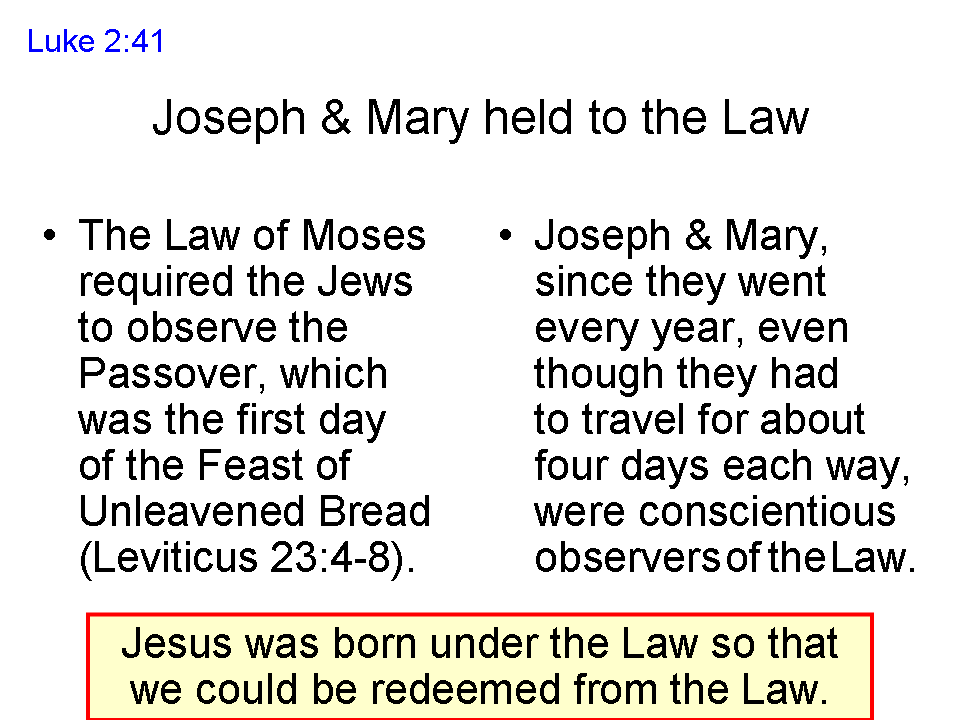 Luke 2:41
Joseph & Mary held to the Law
• The Law of Moses
required the Jews
to observe the
Passover, which
was the first day
of the Feast of
Unleavened Bread
(Leviticus 23:4-8).
• Joseph & Mary,
since they went
every year, even
though they had
to travel for about
four days each way,
were conscientious
observers of the Law.
Jesus was born under the Law so that
we could be redeemed from the Law.